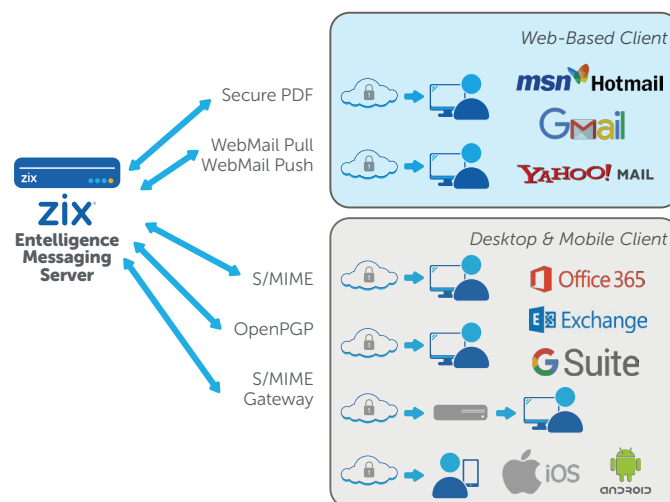 Web-Based Client
Secure PDF
msn Hotmail
WebMail Pull
WebMail Push
Gmail
YAHOO! MAIL
zix
zix
Entelligence
Messaging
Server
Desktop & Mobile Client
S/MIME
Office 365
OpenPGP
Exchange
G Suite
S/MIME
Gateway
iOS
android